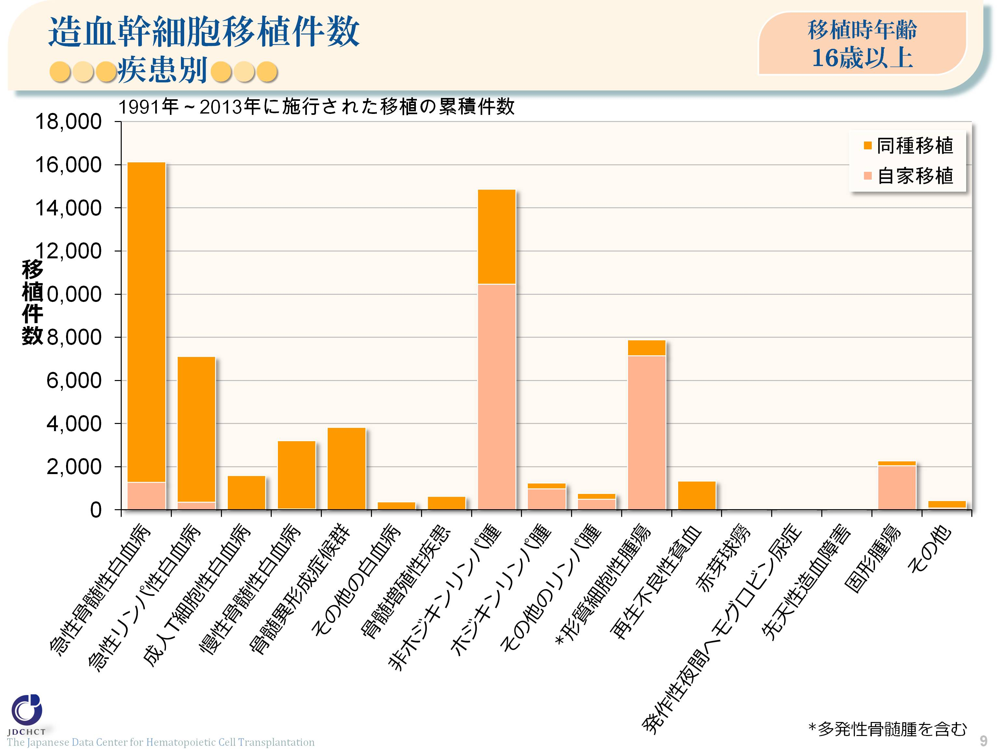 造血幹細胞移植件数
疾患別
移植時年齢
16歳以上
1991年～2013年に施行された移植の累積件数
移植件数
18,000
16,000
14,000
12,000
10,000
8,000
6,000
4,000
2,000
0
同種移植
自家移植
急性骨髄性白血病
急性リンパ性白血病
成人T細胞性白血病
慢性骨髄性白血病
骨髄異形成症候群
その他の白血病
骨髄増殖性疾患
非ホジキンリンパ腫
ホジキンリンパ腫
その他のリンパ腫
*形質細胞性腫瘍
再生不良性貧血
赤芽球癆
発作性夜間ヘモグロビン尿症
先天性造血障害
固形腫瘍
その他
*多発性骨髄腫を含む
JDCHCT
The Japanese Data Center for Hematopoietic Cell Transplantation
9